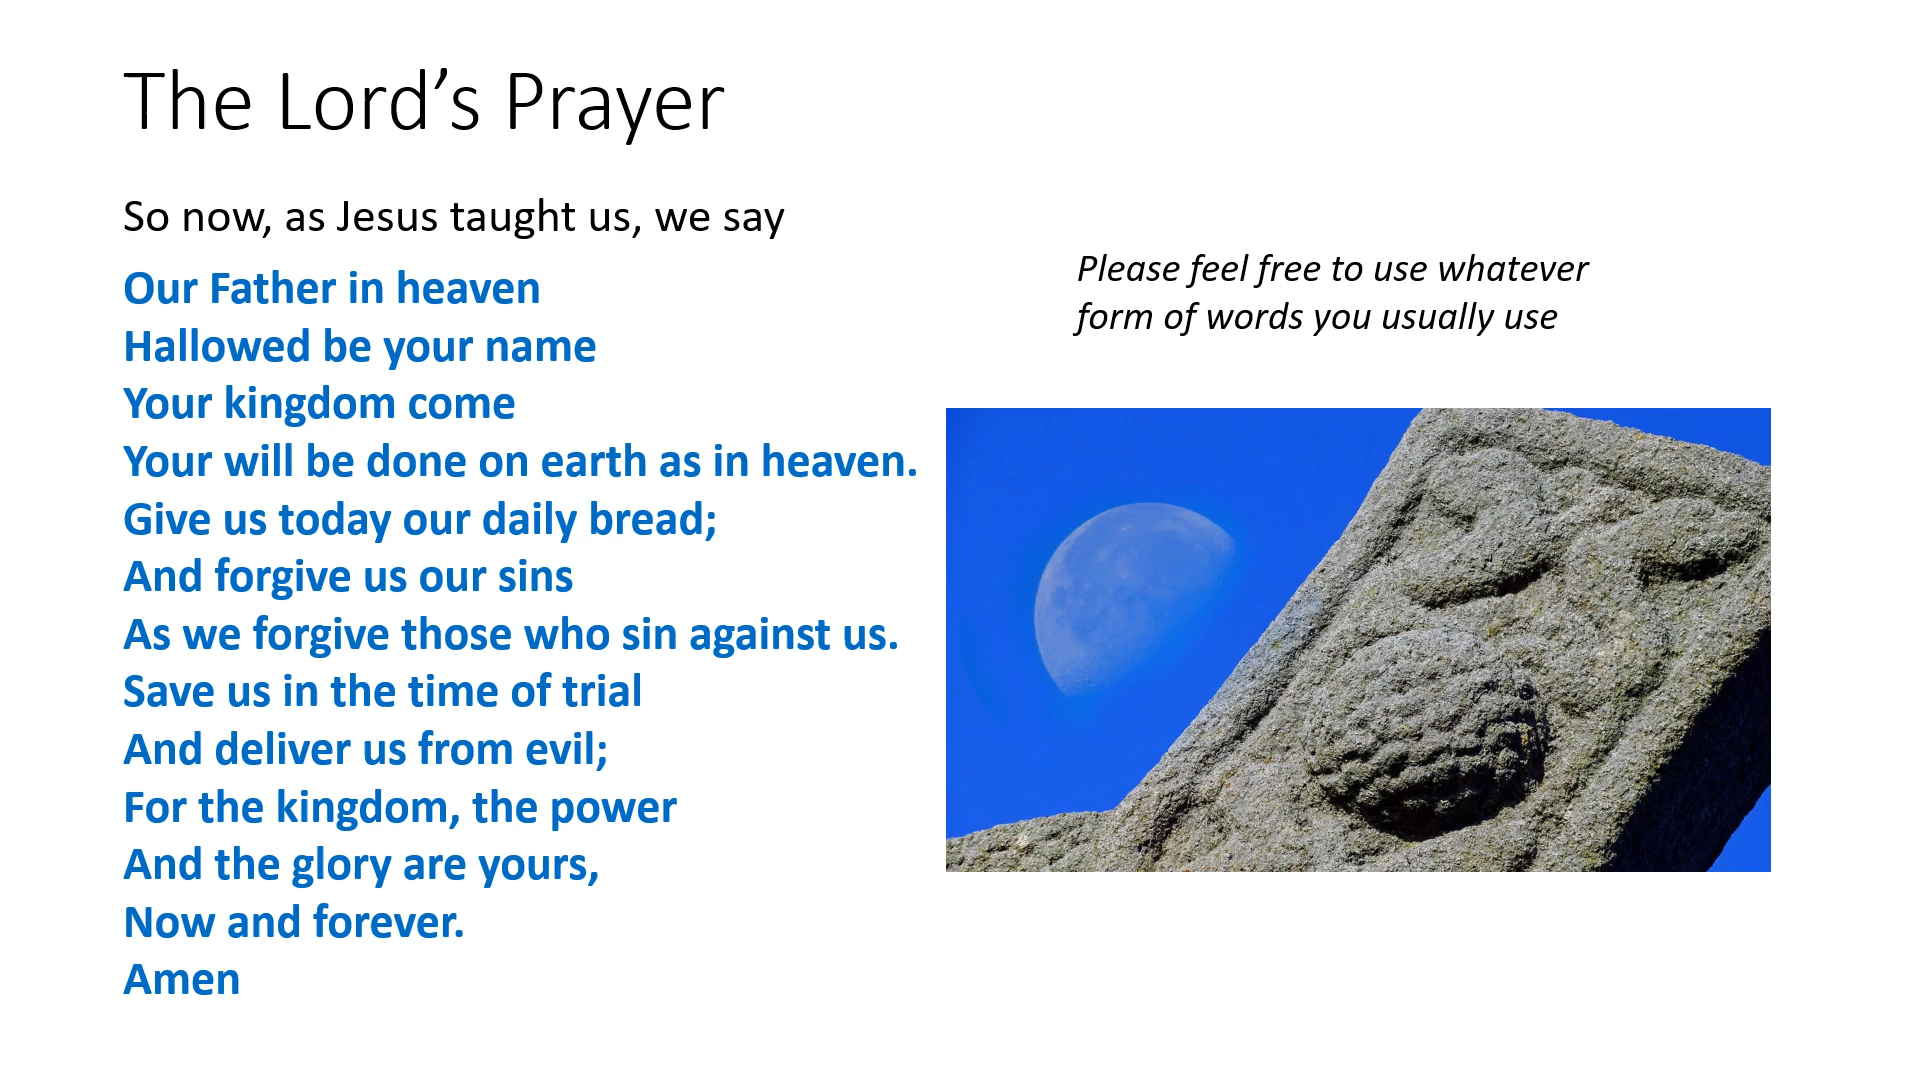 The Lord’s Prayer
So now, as Jesus taught us, we say
Our Father in heaven
Hallowed be your name
Your kingdom come
Your will be done on earth as in heaven.
Give us today our daily bread;
And forgive us our sins
As we forgive those who sin against us.
Save us in the time of trial
And deliver us from evil;
For the kingdom, the power
And the glory are yours,
Now and forever.
Amen
Please feel free to use whatever
form of words you usually use